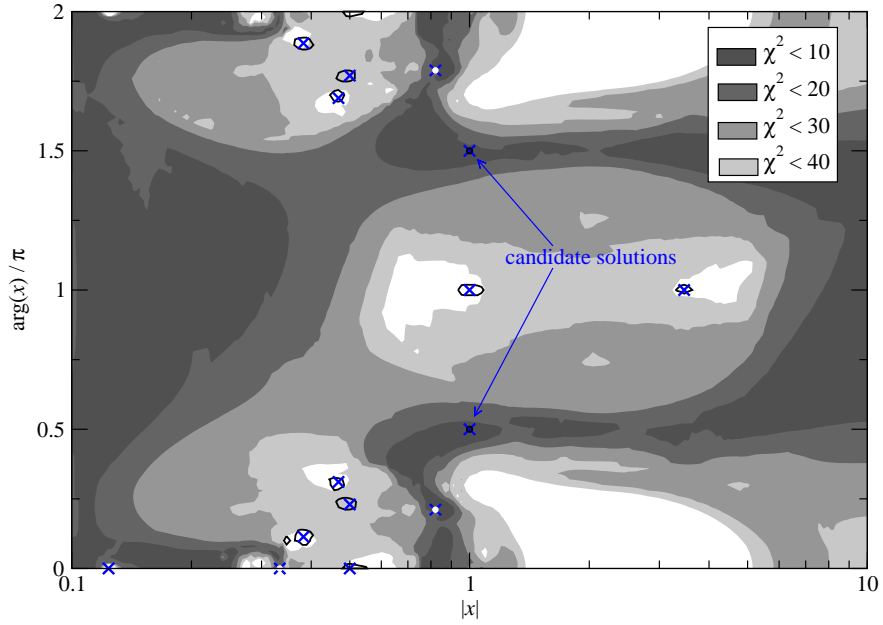 2
χ² < 10
χ² < 20
χ² < 30
χ² < 40
1.5
candidate solutions
arg(x) / π
1
0.5
0
0.1
1
10
|x|